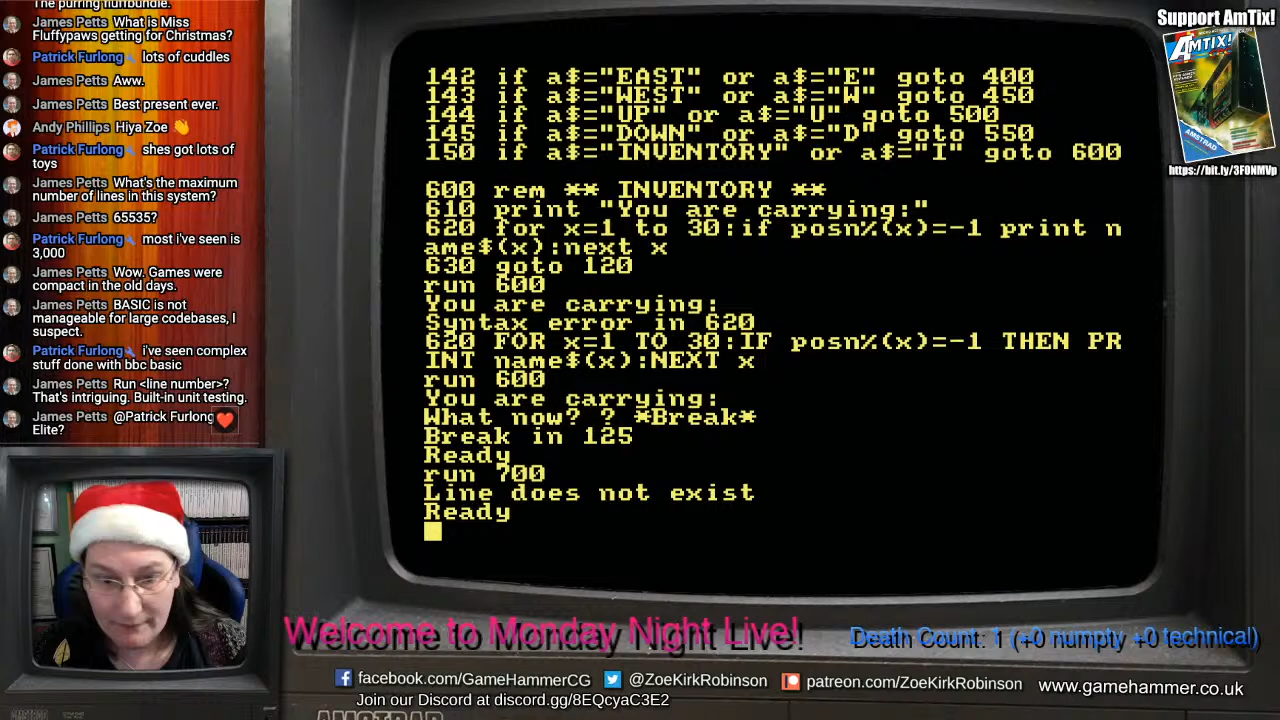 The purring fluffbundle.
James Petts What is Miss
Fluffypaws getting for Christmas?
Patrick Furlong lots of cuddles
James Petts Aww.
James Petts Best present ever.
Andy Phillips Hiya Zoe 👋
Patrick Furlong shes got lots of
toys
James Petts What's the maximum
number of lines in this system?
James Petts 65535?
Patrick Furlong most i've seen is
3,000
James Petts Wow. Games were
compact in the old days.
James Petts BASIC is not
manageable for large codebases, I
suspect.
Patrick Furlong i've seen complex
stuff done with bbc basic
James Petts Run <line number>?
That's intriguing. Built-in unit testing.
James Petts @Patrick Furlong
Elite?
142 if a$="EAST" or a$="E" goto 400
143 if a$="WEST" or a$="W" goto 450
144 if a$="UP" or a$="U" goto 500
145 if a$="DOWN" or a$="D" goto 550
150 if a$="INVENTORY" or a$="I" goto 600
600 rem ** INVENTORY **
610 print "You are carrying:"
620 for x=1 to 30:if posn%(x)=-1 print n
ame$(x):next x
630 goto 120
run 600
You are carrying:
Syntax error in 620
620 FOR x=1 TO 30:IF posn%(x)=-1 THEN PR
INT name$(x):NEXT x
run 600
You are carrying:
What now? ? *Break*
Break in 125
Ready
run 700
Line does not exist
Ready
Support AmTix!
AMTIX!
AMSTRAD
https://bit.ly/3FONMVp
Welcome to Monday Night Live!
Death Count: 1 (+0 numpty +0 technical)
facebook.com/GameHammerCG
@ZoeKirkRobinson
patreon.com/ZoeKirkRobinson
www.gamehammer.co.uk
Join our Discord at discord.gg/8EQcyaC3E2
AMSTRAD